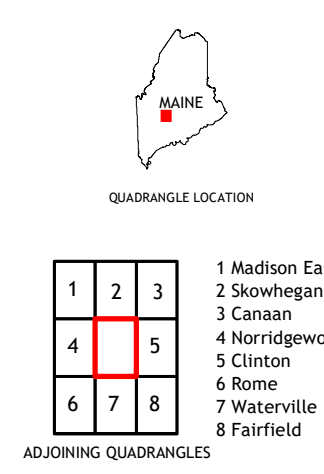 MAINE
QUADRANGLE LOCATION
1 2 3
4 5
6 7 8
1 Madison Eas
2 Skowhegan
3 Canaan
4 Norridgewo
5 Clinton
6 Rome
7 Waterville
8 Fairfield
ADJOINING QUADRANGLES